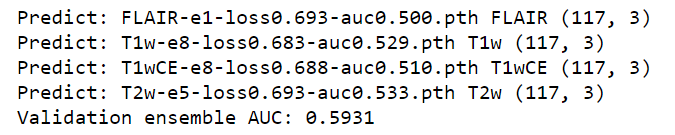 Predict: FLAIR-e1-loss0.693-auc0.500.pth FLAIR (117, 3)
Predict: T1w-e8-loss0.683-auc0.529.pth T1w (117, 3)
Predict: T1wCE-e8-loss0.688-auc0.510.pth T1wCE (117, 3)
Predict: T2w-e5-loss0.693-auc0.533.pth T2w (117, 3)
Validation ensemble AUC: 0.5931